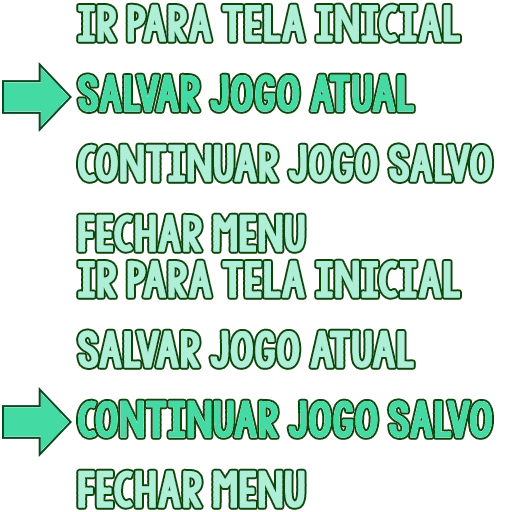 IR PARA TELA INICIAL
SALVAR JOGO ATUAL
CONTINUAR JOGO SALVO
FECHAR MENU
IR PARA TELA INICIAL
SALVAR JOGO ATUAL
CONTINUAR JOGO SALVO
FECHAR MENU